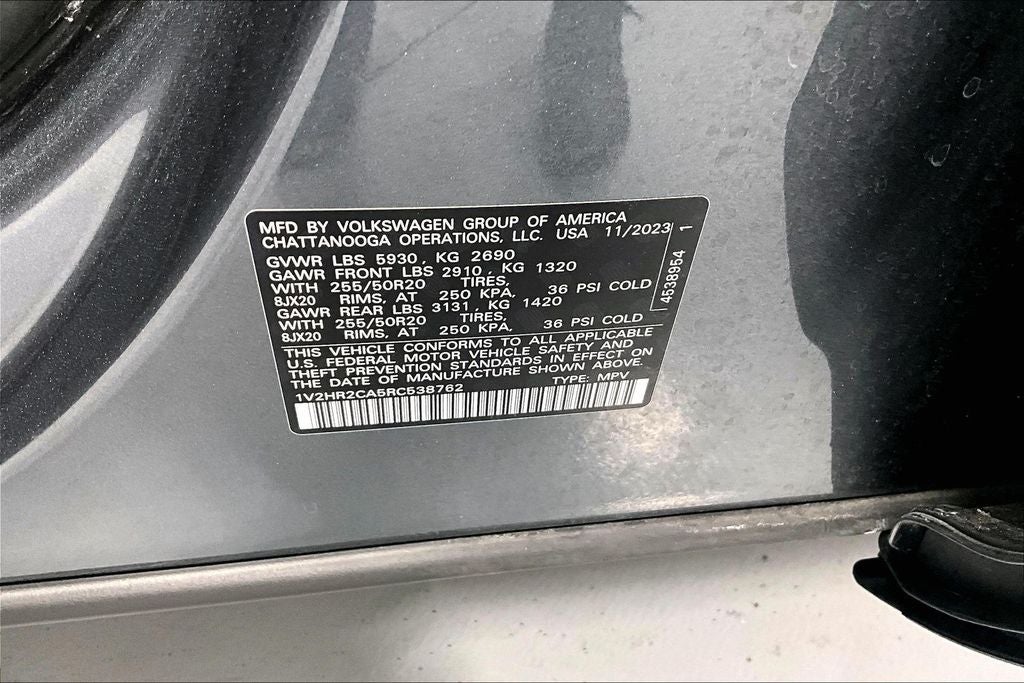 MFD BY VOLKSWAGEN GROUP OF AMERICA
CHATTANOOGA OPERATIONS, LLC. USA 11/2023
GVWR LBS 5930, KG 2690
GAWR FRONT LBS 2910, KG 1320
WITH 255/50R20 TIRES,
8JX20 RIMS, AT 250 KPA, 36 PSI COLD
GAWR REAR LBS 3131, KG 1420
WITH 255/50R20 TIRES,
8JX20 RIMS, AT 250 KPA, 36 PSI COLD
THIS VEHICLE CONFORMS TO ALL APPLICABLE
U.S. FEDERAL MOTOR VEHICLE SAFETY AND
THEFT PREVENTION STANDARDS IN EFFECT ON
THE DATE OF MANUFACTURE SHOWN ABOVE.
1V2HR2CA5RC538762 TYPE: MPV
4538954 1